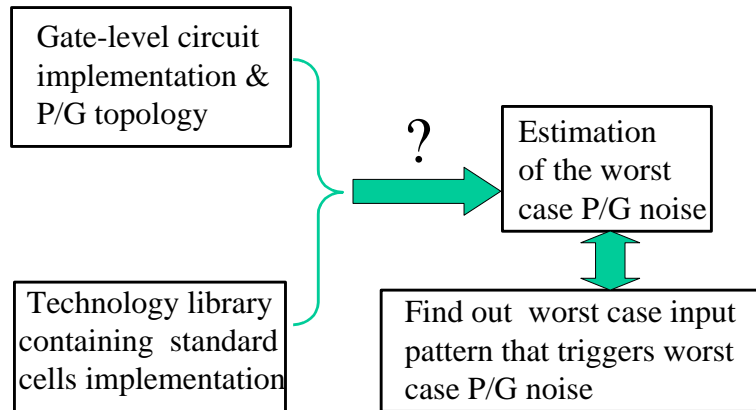 Gate-level circuit
implementation &
P/G topology
?
Estimation
of the worst
case P/G noise
Technology library
containing standard
cells implementation
Find out worst case input
pattern that triggers worst
case P/G noise